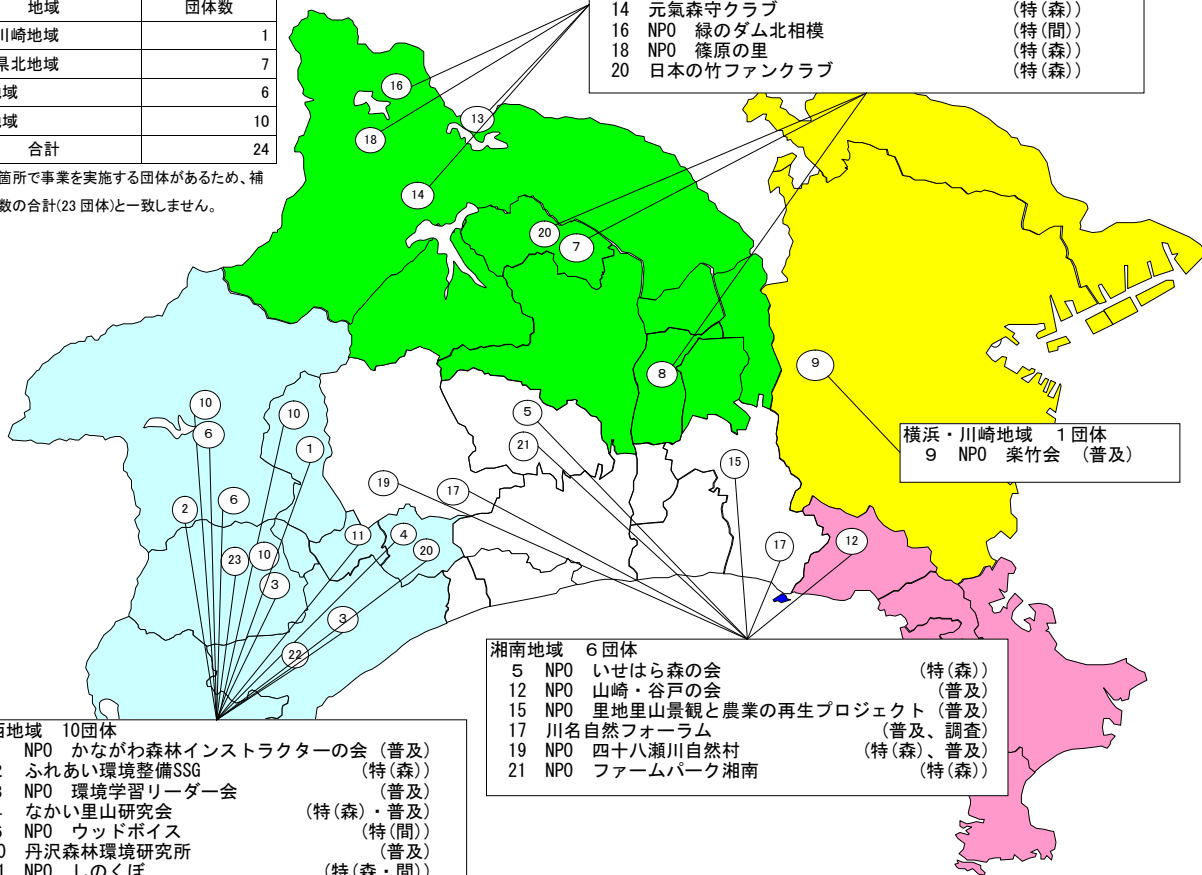 地域 団体数
川崎地域 1
県北地域 7
地域 6
地域 10
合計 24
箇所で事業を実施する団体があるため、補
数の合計(23 団体)と一致しません。
14 元氣森守クラブ (特(森))
16 NPO 緑のダム北相模 (特(間))
18 NPO 篠原の里 (特(森))
20 日本の竹ファンクラブ (特(森))
16
13
18
14
20
7
8
9
横浜・川崎地域 1団体
9 NPO 楽竹会 (普及)
10
10
6
1
5
21
15
19
17
6
2
11
4
20
17
12
23
10
3
3
22
湘南地域 6団体
5 NPO いせはら森の会 (特(森))
12 NPO 山崎・谷戸の会 (普及)
15 NPO 里地里山景観と農業の再生プロジェクト (普及)
17 川名自然フォーラム (普及、調査)
19 NPO 四十八瀬川自然村 (特(森)、普及)
21 NPO ファームパーク湘南 (特(森))
地域 10団体
NPO かながわ森林インストラクターの会 (普及)
2 ふれあい環境整備SSG (特(森))
3 NPO 環境学習リーダー会 (普及)
なかい里山研究会 (特(森)・普及)
NPO ウッドボイス (特(間))
0 丹沢森林環境研究所 (普及)
1 NPO しのくぼ (特(森・間))